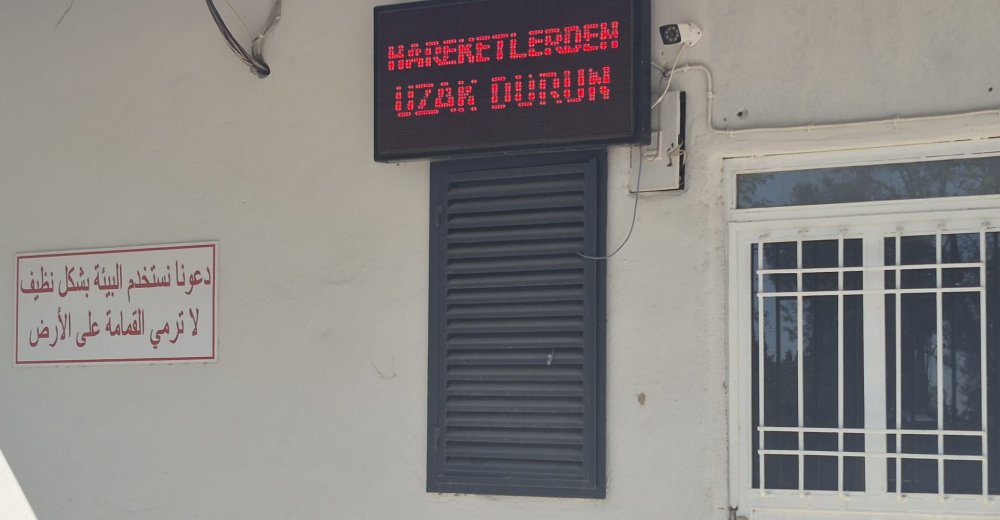 HAREKETLERDEN
UZAK DURUN
دعونا نستخدم البيئة بشكل نظيف
لا ترمي القمامة على الأرض